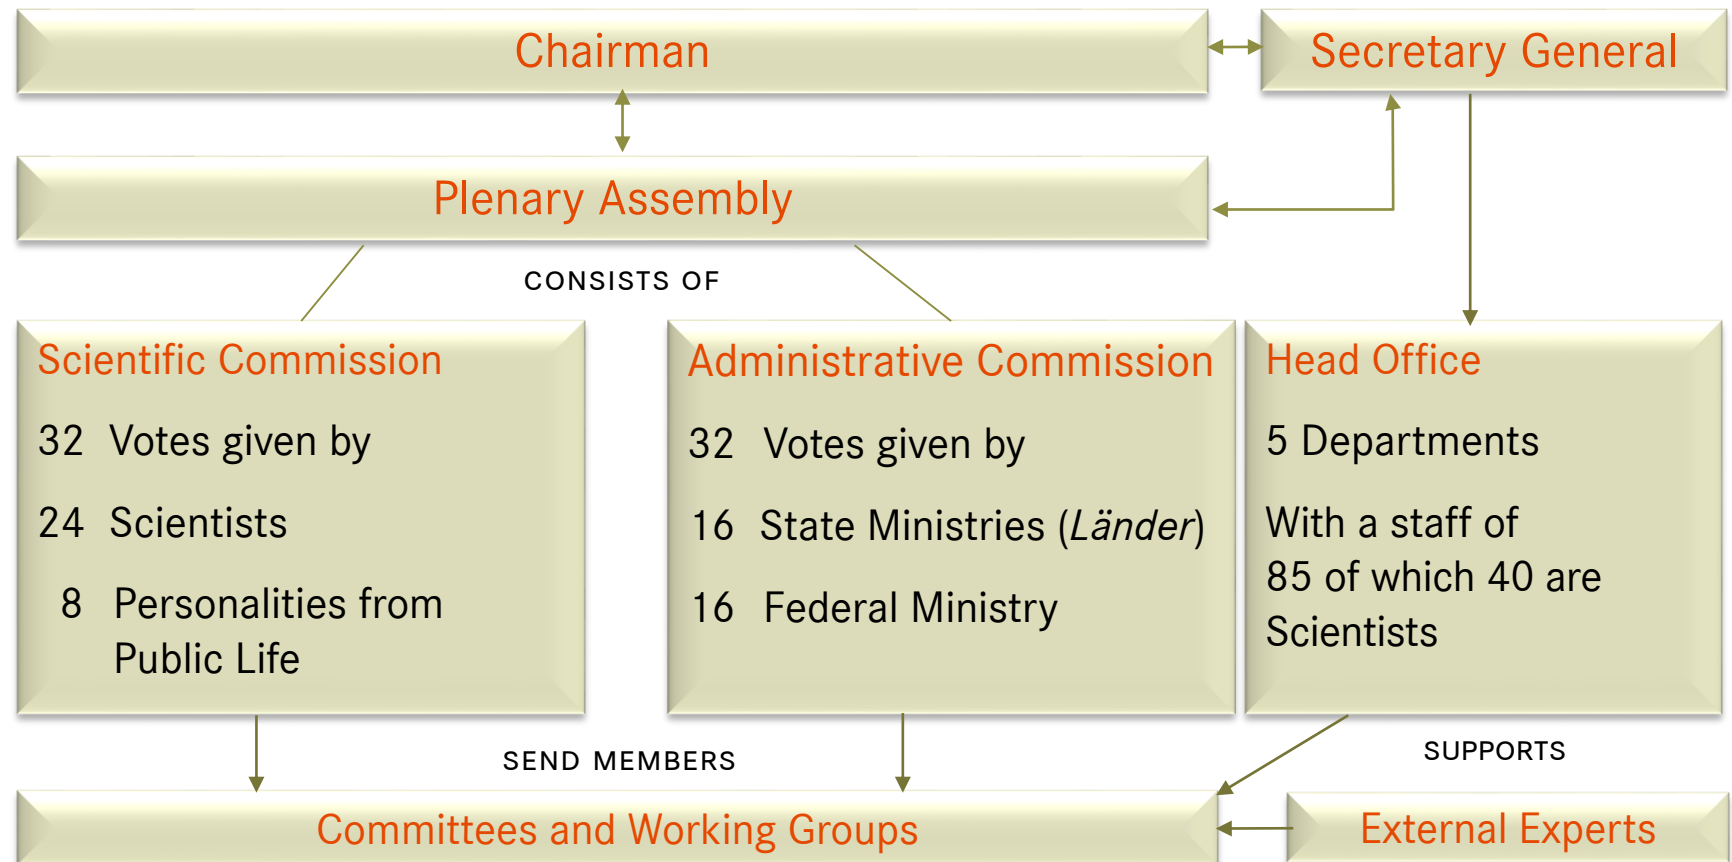 Chairman
Secretary General
Plenary Assembly
CONSISTS OF
Scientific Commission
32 Votes given by
24 Scientists
8 Personalities from
Public Life
Administrative Commission
32 Votes given by
16 State Ministries (Länder)
16 Federal Ministry
Head Office
5 Departments
With a staff of
85 of which 40 are
Scientists
SEND MEMBERS
SUPPORTS
Committees and Working Groups
External Experts